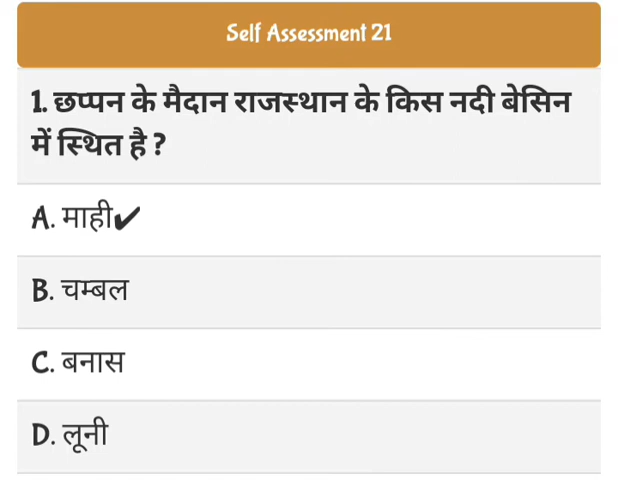 Self Assessment 21
1. छप्पन के मैदान राजस्थान के किस नदी बेसिन
में स्थित है ?
A. माही✔
B. चम्बल
C. बनास
D. लूनी